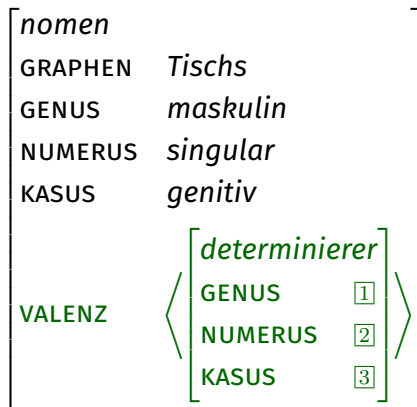 nomen
GRAPHEN Tischs
GENUS maskulin
NUMERUS singular
KASUS genitiv
VALENZ ⟨[determinierer
GENUS 1
NUMERUS 2
KASUS 3]⟩